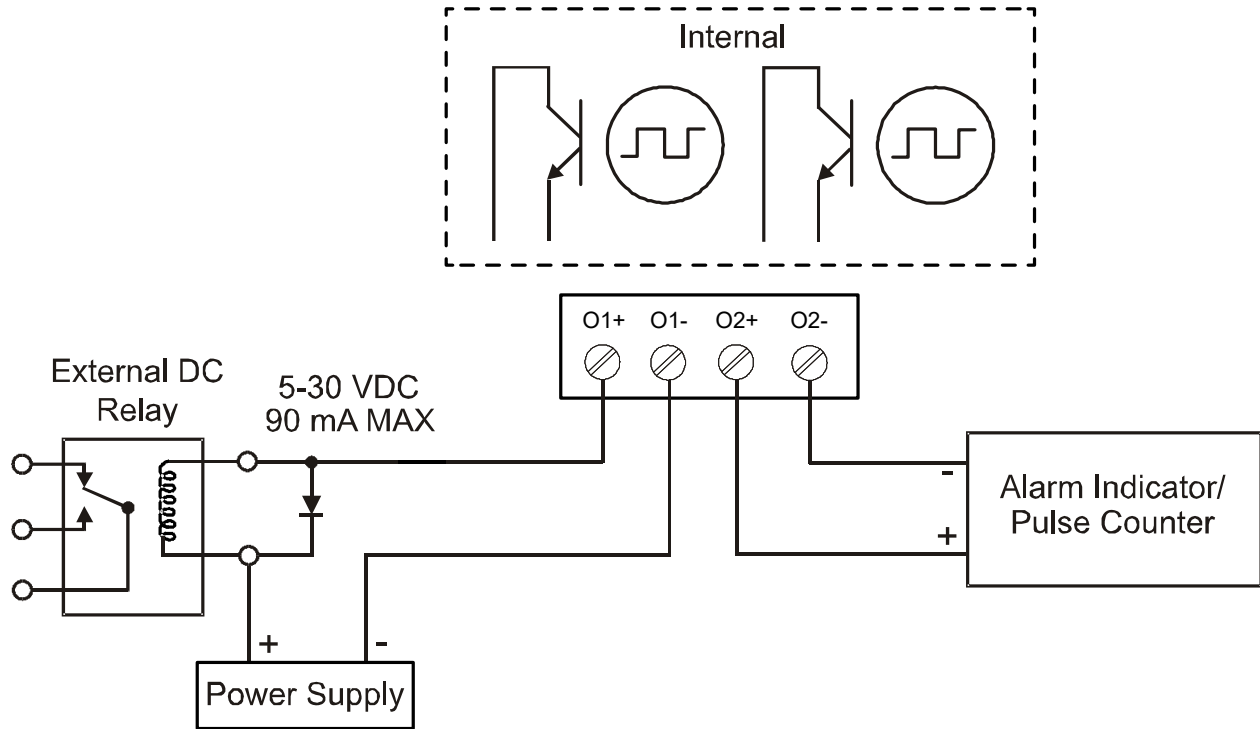 Internal
O1+ O1- O2+ O2-
External DC
Relay
5-30 VDC
90 mA MAX
-
+
Alarm Indicator/
Pulse Counter
+ -
Power Supply